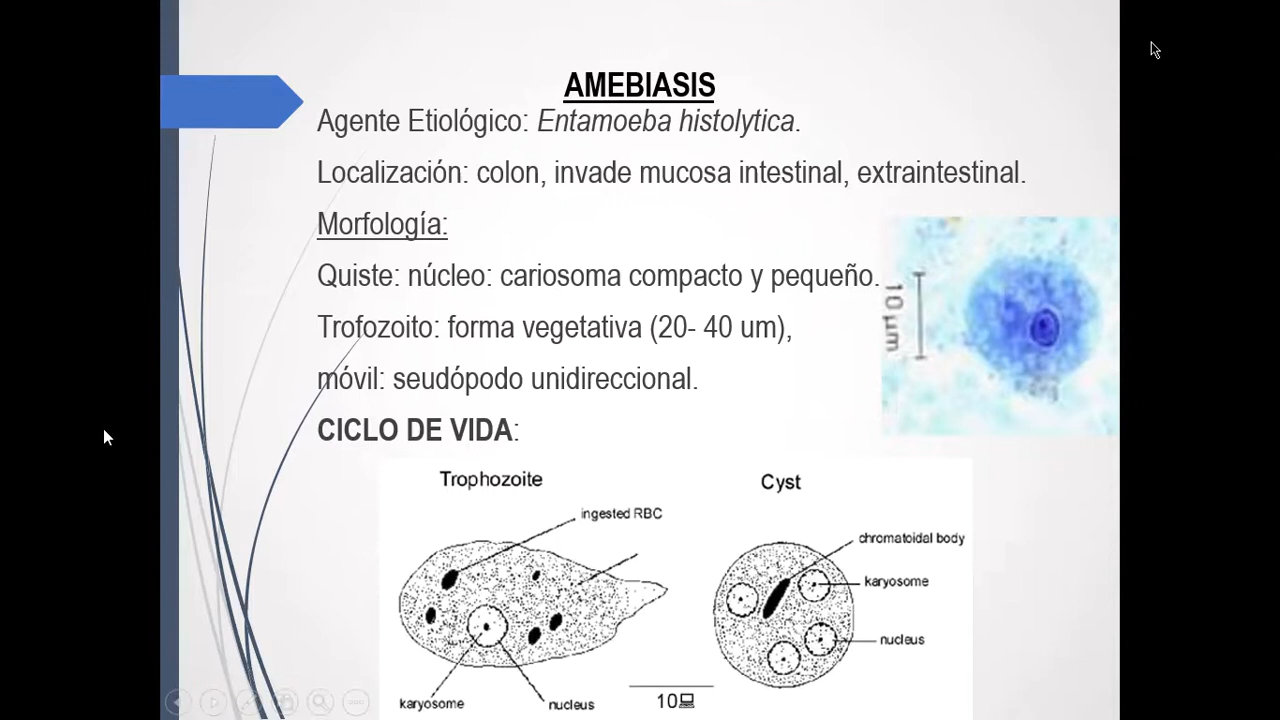 AMEBIASIS
Agente Etiológico: Entamoeba histolytica.
Localización: colon, invade mucosa intestinal, extraintestinal.
Morfología:
Quiste: núcleo: cariosoma compacto y pequeño.
Trofozoito: forma vegetativa (20- 40 um),
móvil: seudópodo unidireccional.
10 µm
CICLO DE VIDA:
Trophozoite
Cyst
ingested RBC
chromatoidal body
karyosome
nucleus
karyosome
nucleus
10